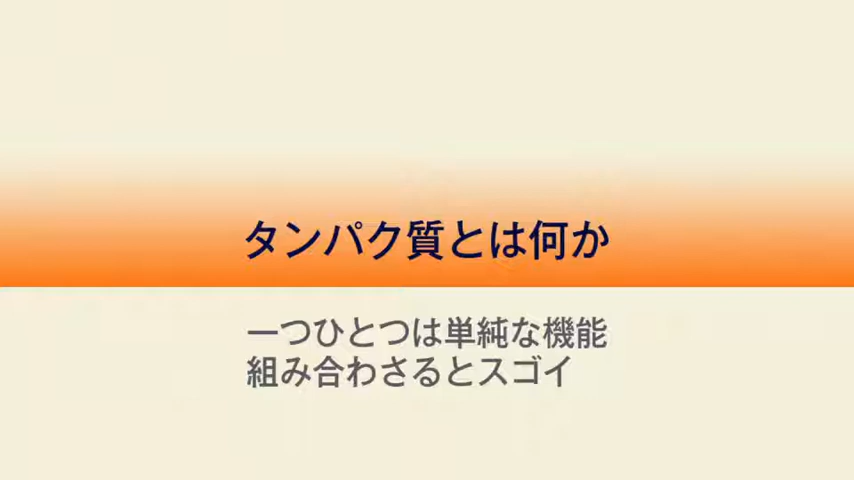 タンパク質とは何か
一つひとつは単純な機能
組み合わさるとスゴイ